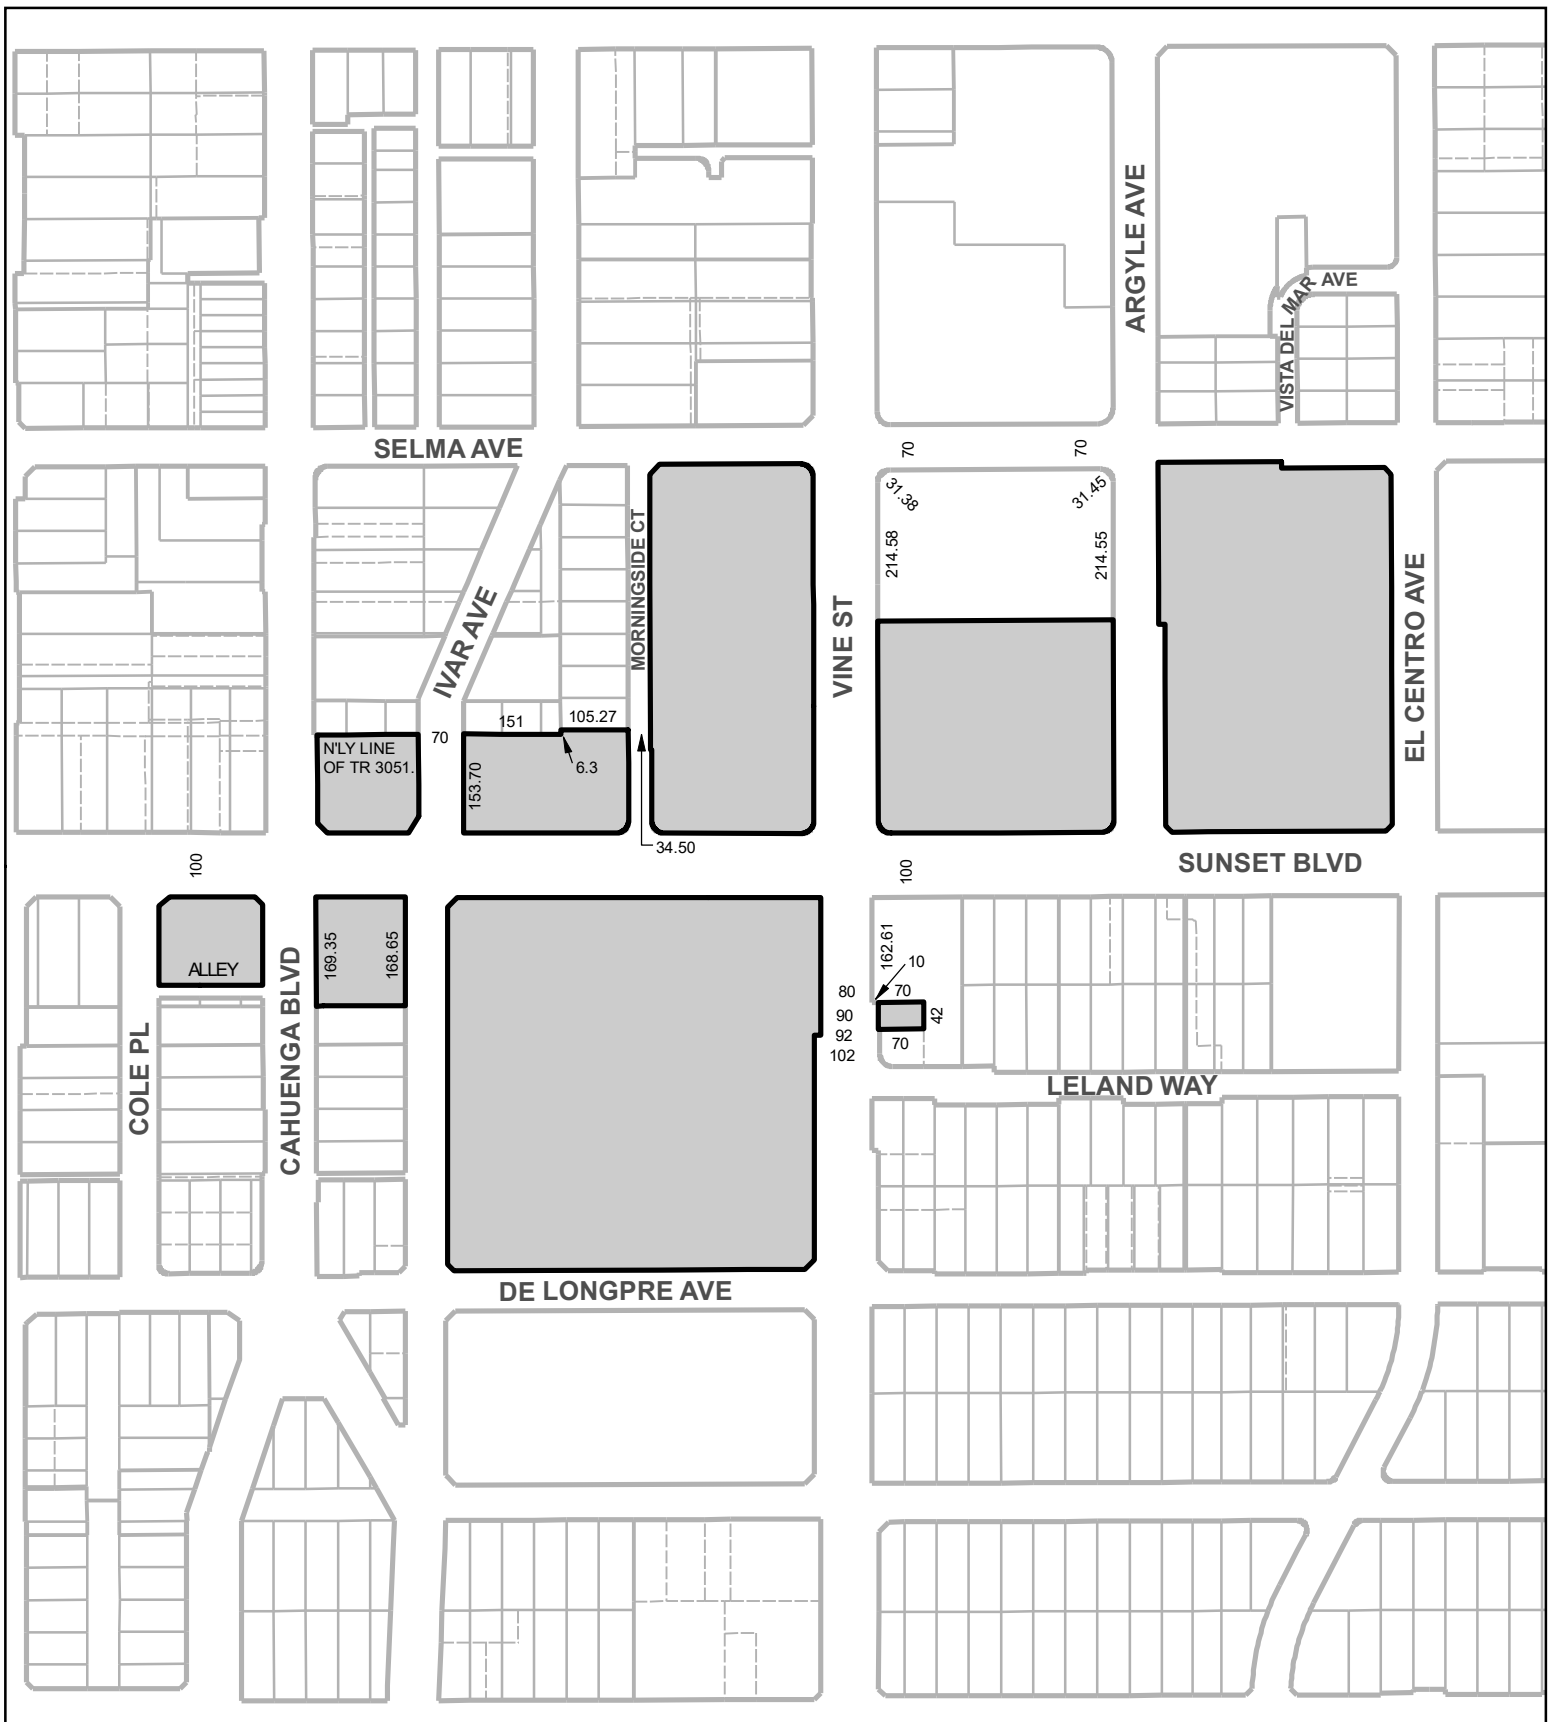 ARGYLE AVE
AVE
MAR
VISTA DEL
SELMA AVE
70
70
31.38
31.45
214.58
214.55
MORNINGSIDE CT
IVAR AVE
VINE ST
EL CENTRO AVE
151
105.27
70
N'LY LINE
OF TR 3051.
6.3
153.70
34.50
100
100
SUNSET BLVD
169.35
168.65
162.61
ALLEY
10
80
70
90
42
92
70
102
COLE PL
CAHUENGA BLVD
LELAND WAY
DE LONGPRE AVE